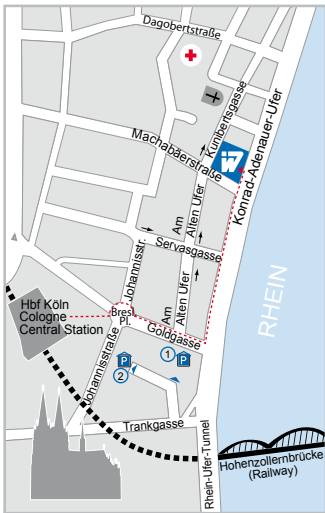 Dagobertstraße
Kunibertsgasse
Machabäerstraße
iW
Konrad-Adenauer-Ufer
Am
Alten Ufer
Johannisstr.
Servasgasse
RHEIN
Hbf Köln
Cologne
Central Station
Bresl.
Pl.
Am
Alten Ufer
Goldgasse
Johannisstraße
P
1
P
2
Trankgasse
Rhein-Ufer-Tunnel
Hohenzollernbrücke
(Railway)